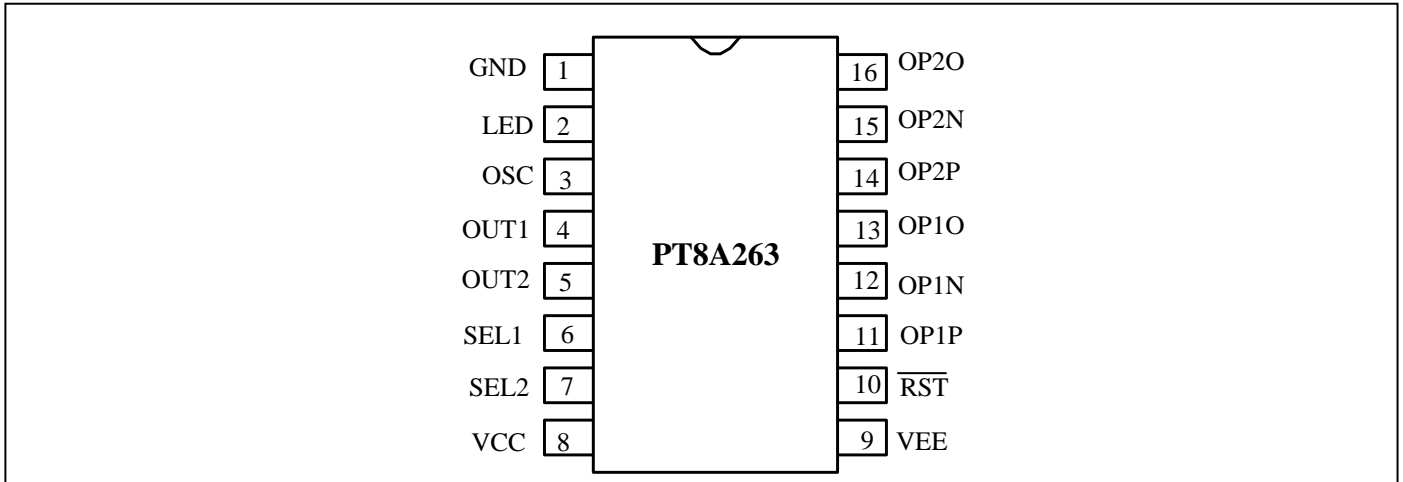 GND 1 16 OP2O
LED 2 15 OP2N
OSC 3 14 OP2P
OUT1 4 13 OP1O
PT8A263
OUT2 5 12 OP1N
SEL1 6 11 OP1P
SEL2 7 10 R̅S̅T̅
VCC 8 9 VEE